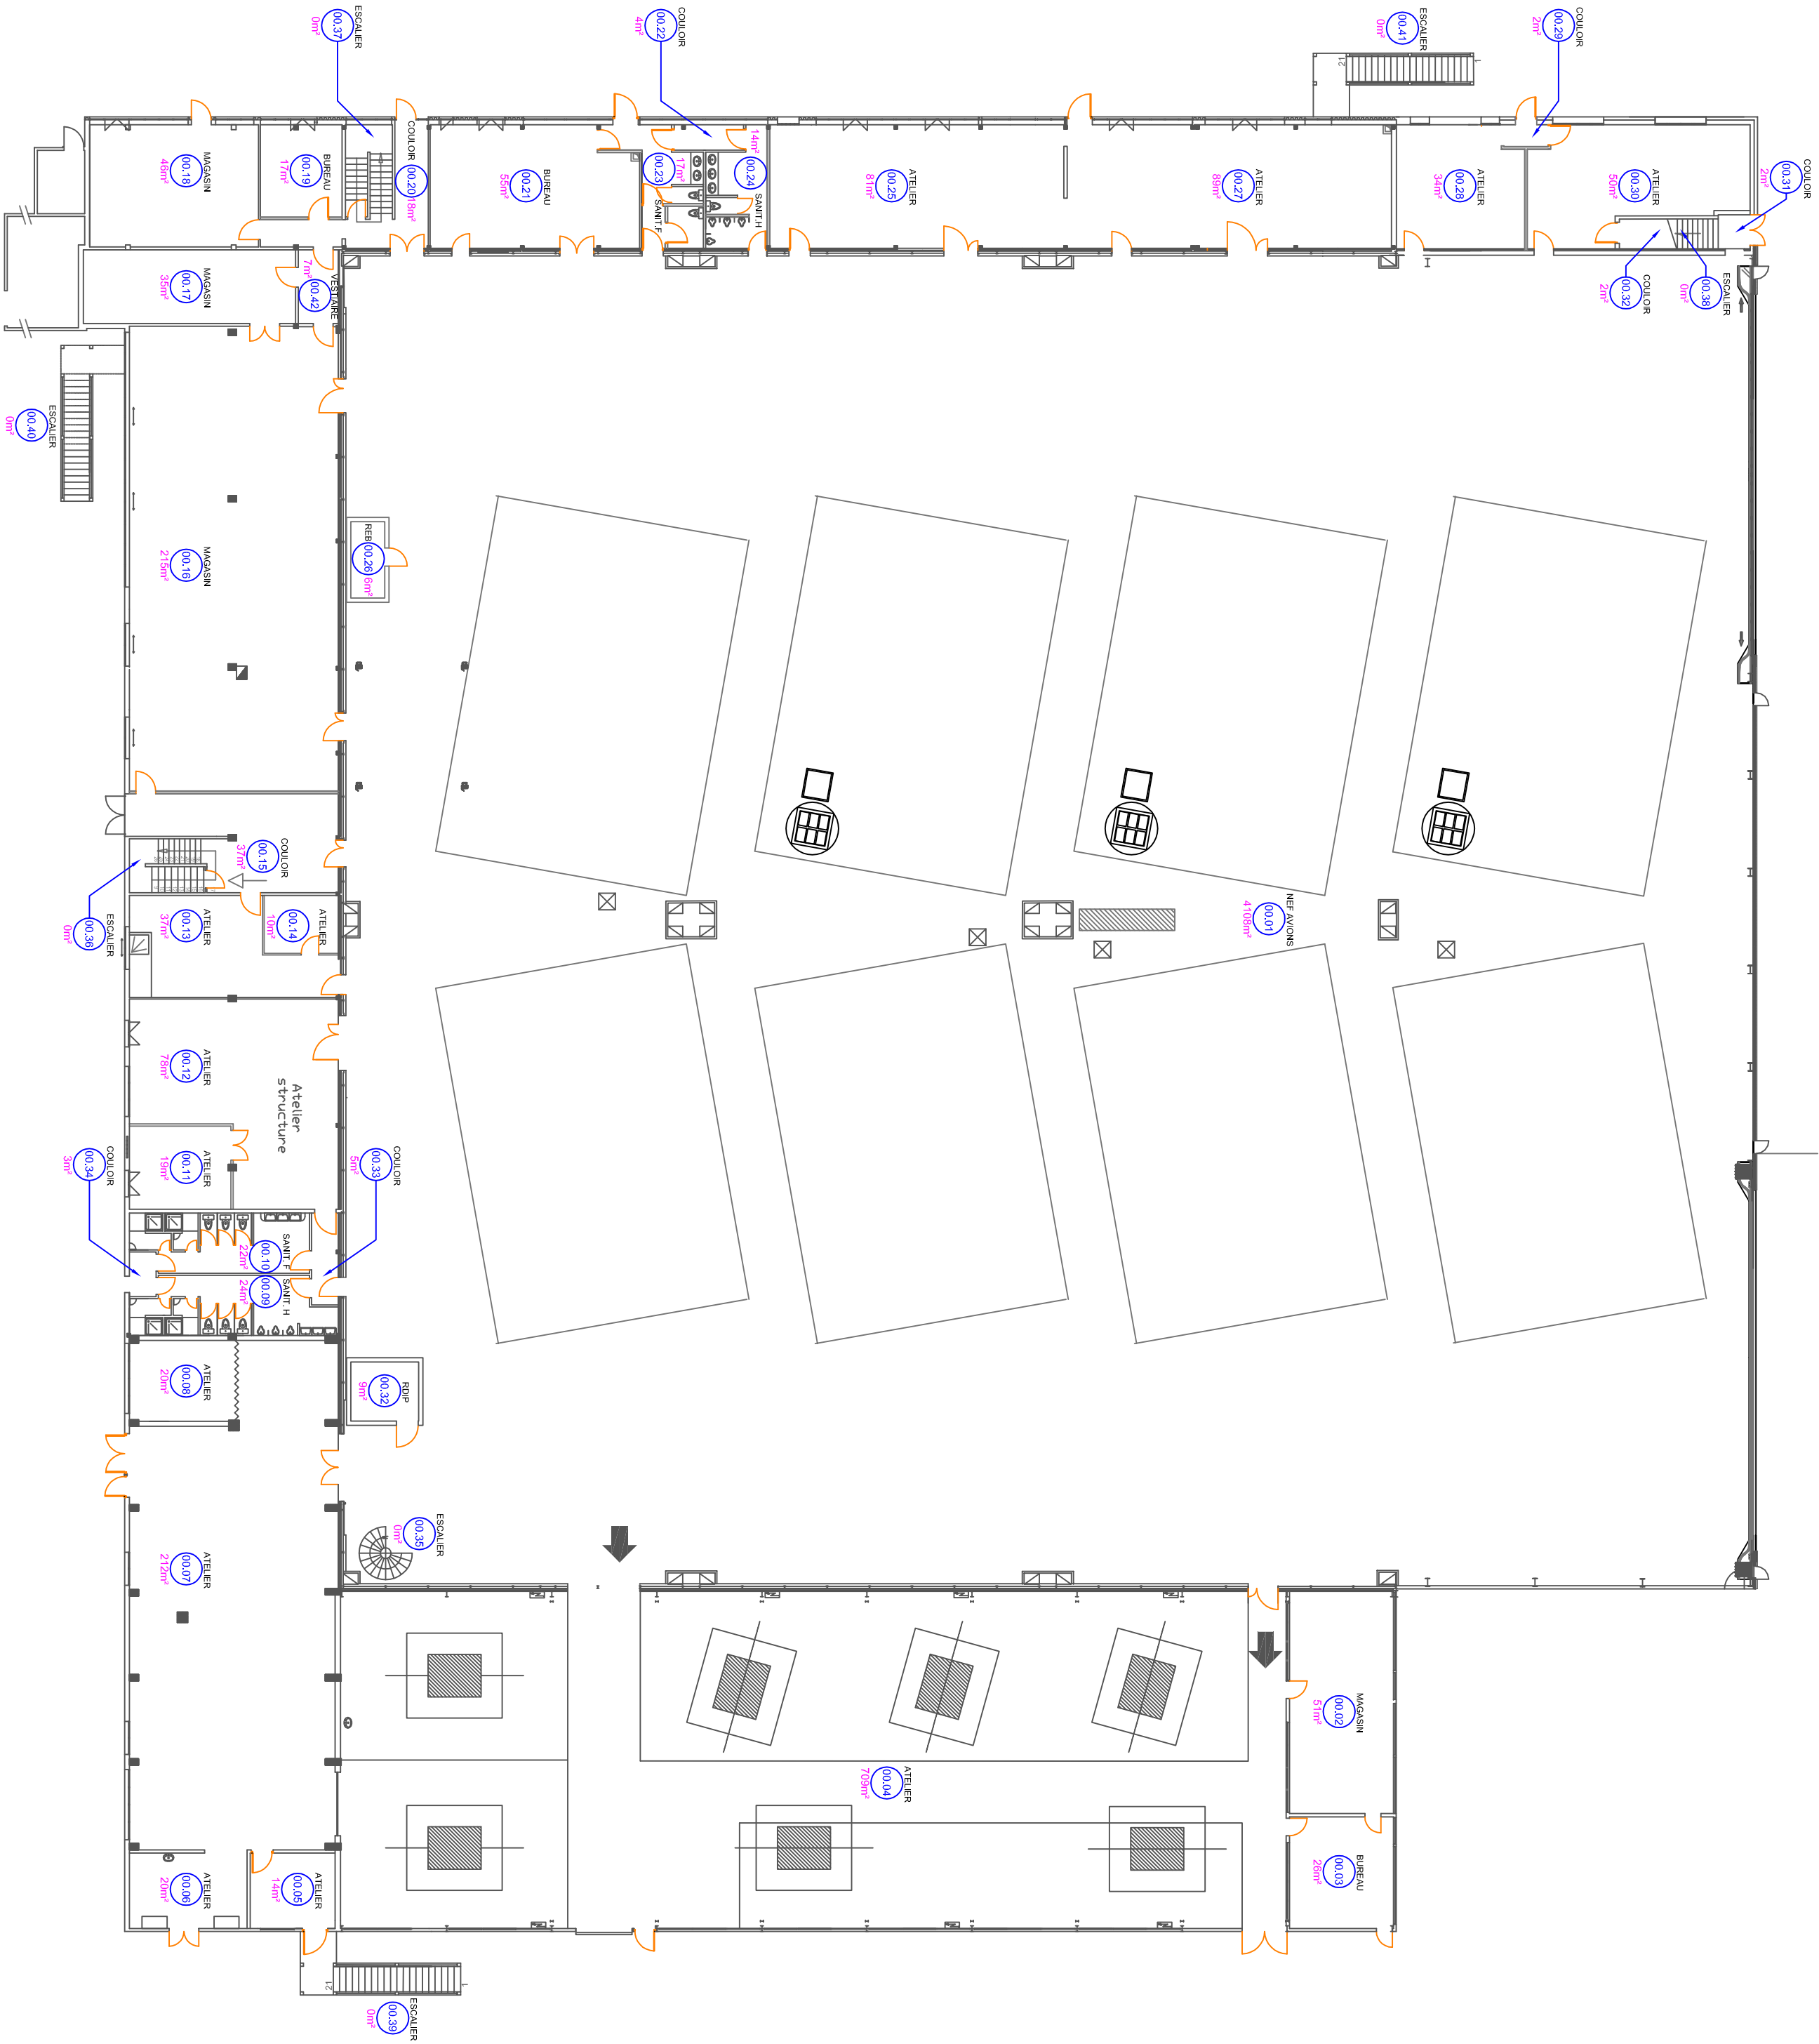 ESCALIER
00.37
0m²
COULOIR
00.22
4m²
ESCALIER
00.41
0m²
COULOIR
00.29
2m²
1
21
MAGASIN
00.18
46m²
BUREAU
00.19
17m²
COULOIR
00.20
18m²
BUREAU
00.21
55m²
00.23
17m²
SANIT.F
14m²
00.24
SANIT.H
ATELIER
00.25
81m²
ATELIER
00.27
89m²
ATELIER
00.28
34m²
ATELIER
00.30
50m²
COULOIR
00.31
2m²
MAGASIN
00.17
35m²
VESTIAIRE
00.42
7m²
COULOIR
00.32
2m²
ESCALIER
00.38
0m²
ESCALIER
00.40
0m²
MAGASIN
00.16
215m²
REB
00.26
6m²
COULOIR
00.15
37m²
ESCALIER
00.36
0m²
ATELIER
00.13
37m²
ATELIER
00.14
10m²
NEF AVIONS
00.01
4108m²
ATELIER
00.12
78m²
Atelier
structure
ATELIER
00.11
19m²
COULOIR
00.34
3m²
COULOIR
00.33
5m²
SANIT. F
00.10
22m²
SANIT. H
00.09
24m²
ATELIER
00.08
20m²
RDIP
00.32
9m²
ESCALIER
00.35
0m²
ATELIER
00.07
212m²
MAGASIN
00.02
51m²
ATELIER
00.04
709m²
BUREAU
00.03
26m²
ATELIER
00.06
20m²
ATELIER
00.05
14m²
1
21
ESCALIER
00.39
0m²